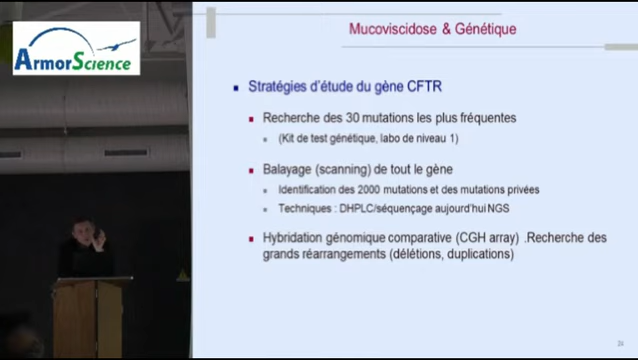 ArmorScience
Mucoviscidose & Génétique
Stratégies d'étude du gène CFTR
Recherche des 30 mutations les plus fréquentes
(Kit de test génétique, labo de niveau 1)
Balayage (scanning) de tout le gène
Identification des 2000 mutations et des mutations privées
Techniques : DHPLC/séquençage aujourd'hui NGS
Hybridation génomique comparative (CGH array) .Recherche des
grands réarrangements (délétions, duplications)